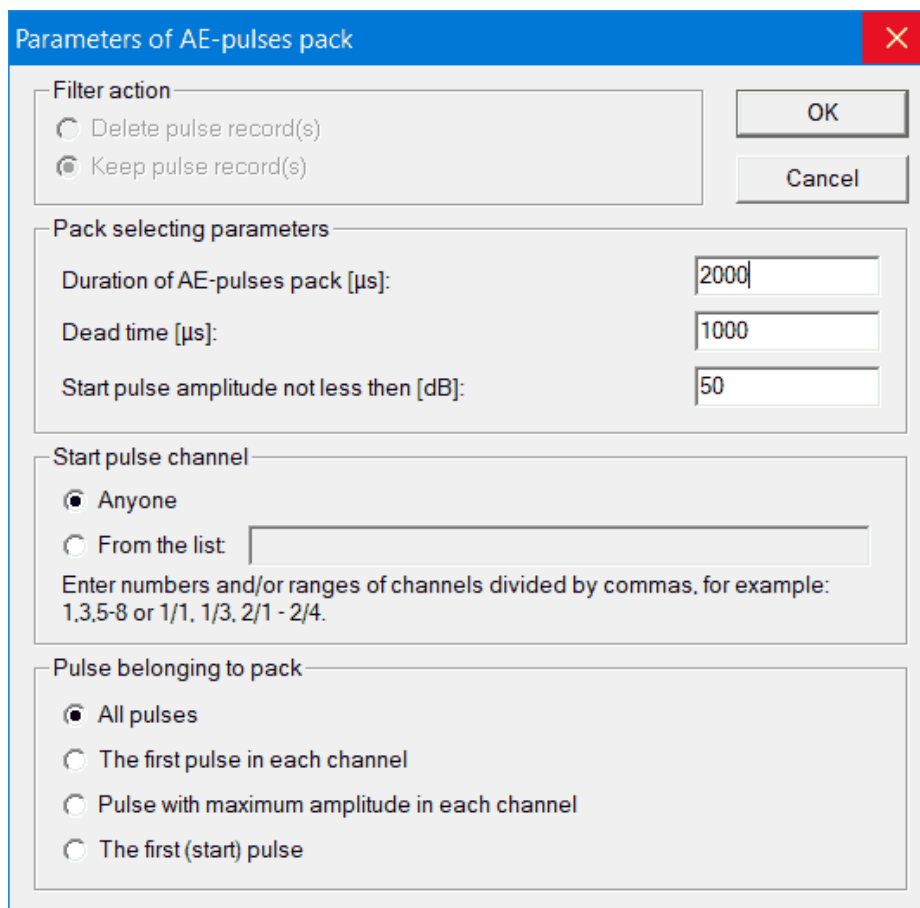 Parameters of AE-pulses pack
Filter action
Delete pulse record(s)
Keep pulse record(s)
OK
Cancel
Pack selecting parameters
Duration of AE-pulses pack [µs]:
2000
Dead time [µs]:
1000
Start pulse amplitude not less then [dB]:
50
Start pulse channel
Anyone
From the list:
Enter numbers and/or ranges of channels divided by commas, for example:
1,3,5-8 or 1/1, 1/3, 2/1 - 2/4.
Pulse belonging to pack
All pulses
The first pulse in each channel
Pulse with maximum amplitude in each channel
The first (start) pulse